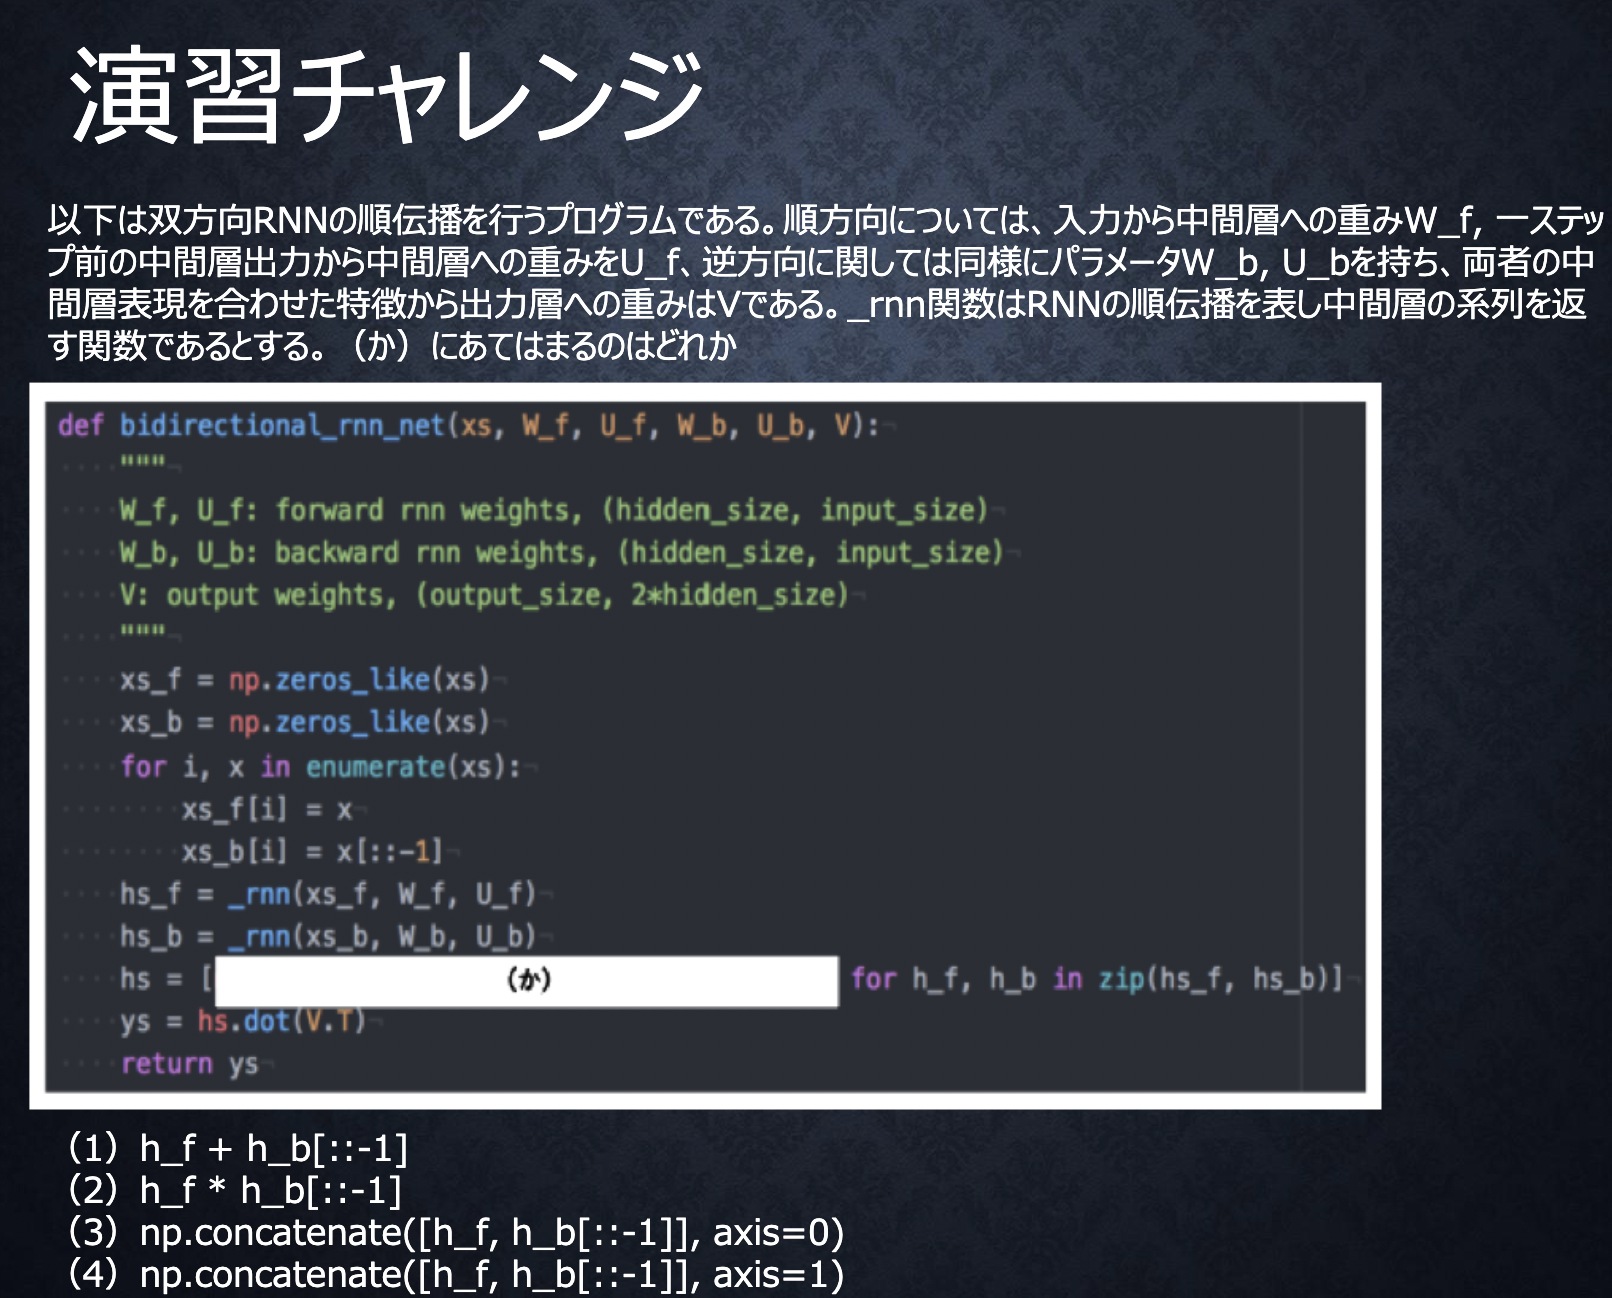 演習チャレンジ
以下は双方向RNNの順伝播を行うプログラムである。順方向については、入力から中間層への重みW_f, 一ステッ
プ前の中間層出力から中間層への重みをU_f、逆方向に関しては同様にパラメータW_b, U_bを持ち、両者の中
間層表現を合わせた特徴から出力層への重みはVである。_rnn関数はRNNの順伝播を表し中間層の系列を返
す関数であるとする。（か）にあてはまるのはどれか
def bidirectional_rnn_net(xs, W_f, U_f, W_b, U_b, V):
"""
W_f, U_f: forward rnn weights, (hidden_size, input_size)
W_b, U_b: backward rnn weights, (hidden_size, input_size)
V: output weights, (output_size, 2*hidden_size)
"""
xs_f = np.zeros_like(xs)
xs_b = np.zeros_like(xs)
for i, x in enumerate(xs):
xs_f[i] = x
xs_b[i] = x[::-1]
hs_f = _rnn(xs_f, W_f, U_f)
hs_b = _rnn(xs_b, W_b, U_b)
hs = [ （か） for h_f, h_b in zip(hs_f, hs_b)]
ys = hs.dot(V.T)
return ys
（1）h_f + h_b[::-1]
（2）h_f * h_b[::-1]
（3）np.concatenate([h_f, h_b[::-1]], axis=0)
（4）np.concatenate([h_f, h_b[::-1]], axis=1)